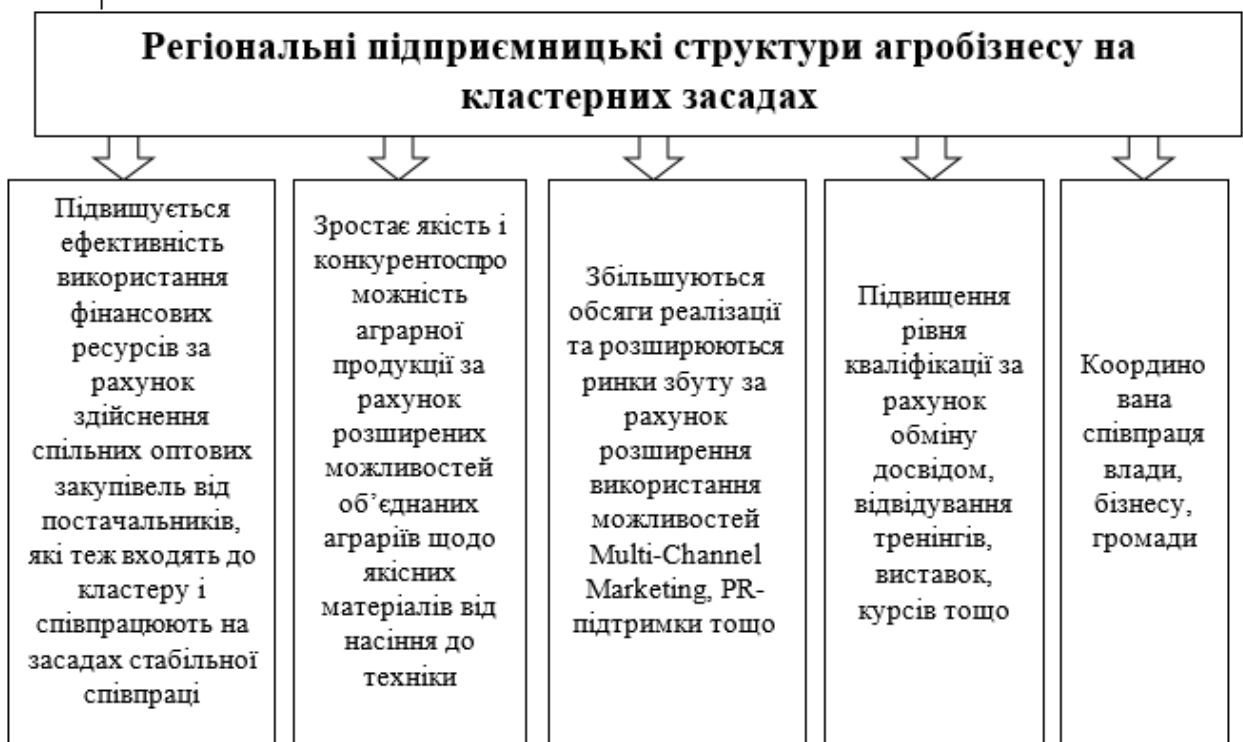 Регіональні підприємницькі структури агробізнесу на
кластерних засадах
Підвищується
ефективність
використання
фінансових
ресурсів за
рахунок
здійснення
спільних оптових
закупівель від
постачальників,
які теж входять до
кластеру і
співпрацюють на
засадах стабільної
співпраці
Зростає якість і
конкурентоспро
можність
аграрної
продукції за
рахунок
розширених
можливостей
об’єднаних
аграріїв щодо
якісних
матеріалів від
насіння до
техніки
Збільшуються
обсяги реалізації
та розширюються
ринки збуту за
рахунок
розширення
використання
можливостей
Multi-Channel
Marketing, PR-
підтримки тощо
Підвищення
рівня
кваліфікації за
рахунок
обміну
досвідом,
відвідування
тренінгів,
виставок,
курсів тощо
Координо
вана
співпраця
влади,
бізнесу,
громади